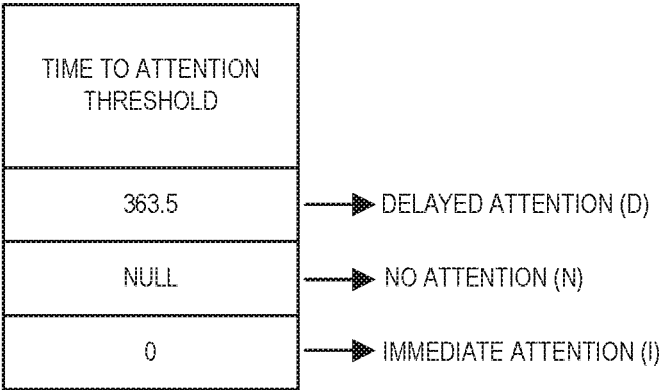 TIME TO ATTENTION
THRESHOLD
363.5
DELAYED ATTENTION (D)
NULL
NO ATTENTION (N)
0
IMMEDIATE ATTENTION (I)